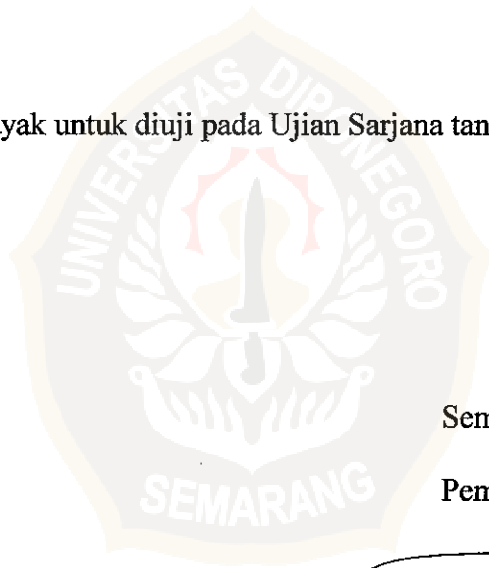 yak untuk diuji pada Ujian Sarjana tan
UNIVERSITAS DIPONEGORO
SEMARANG
Sem
Pem